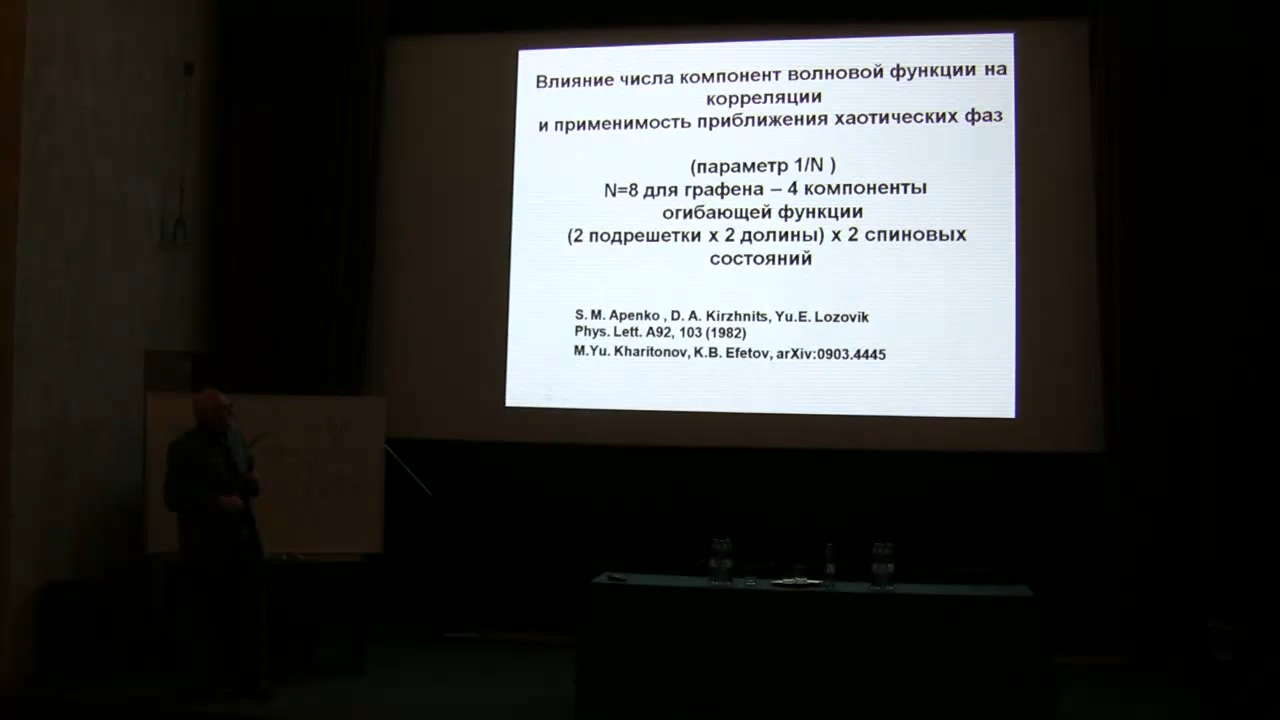 Влияние числа компонент волновой функции на
корреляции
и применимость приближения хаотических фаз
(параметр 1/N )
N=8 для графена – 4 компоненты
огибающей функции
(2 подрешетки x 2 долины) x 2 спиновых
состояний
S. M. Apenko , D. A. Kirzhnits, Yu.E. Lozovik
Phys. Lett. A92, 103 (1982)
M.Yu. Kharitonov, K.B. Efetov, arXiv:0903.4445